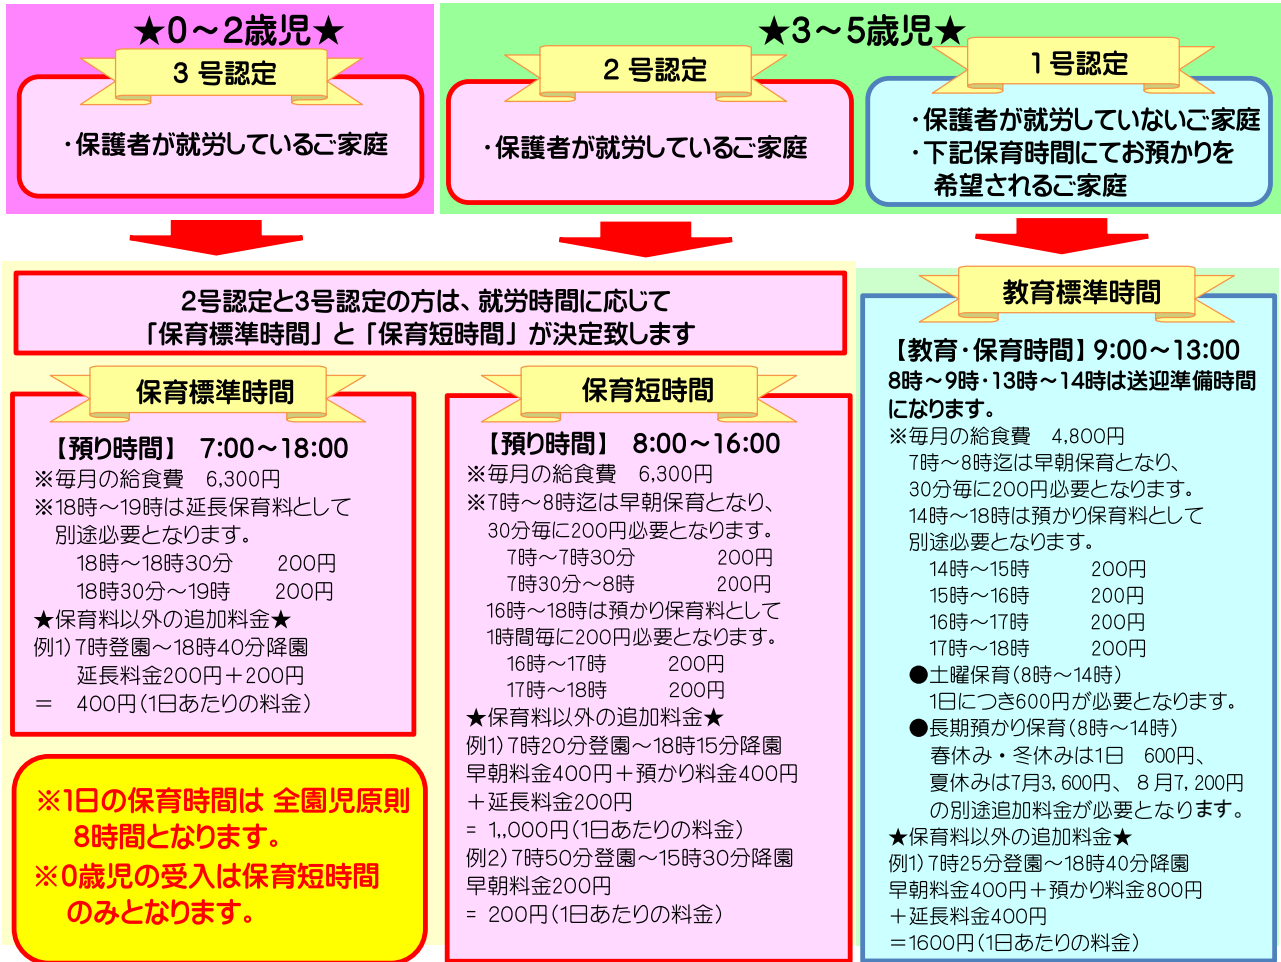 ★0～2歳児★
3 号認定
・保護者が就労しているご家庭
★3～5歳児★
2 号認定
・保護者が就労しているご家庭
1号認定
・保護者が就労していないご家庭
・下記保育時間にてお預かりを
希望されるご家庭
2号認定と3号認定の方は、就労時間に応じて
「保育標準時間」と「保育短時間」が決定致します
保育標準時間
【預り時間】 7:00～18:00
※毎月の給食費 6,300円
※18時～19時は延長保育料として
別途必要となります。
18時～18時30分 200円
18時30分～19時 200円
★保育料以外の追加料金★
例1)7時登園～18時40分降園
延長料金200円＋200円
＝ 400円(1日あたりの料金)
※1日の保育時間は 全園児原則
8時間となります。
※0歳児の受入は保育短時間
のみとなります。
保育短時間
【預り時間】 8:00～16:00
※毎月の給食費 6,300円
※7時～8時迄は早朝保育となり、
30分毎に200円必要となります。
7時～7時30分 200円
7時30分～8時 200円
16時～18時は預かり保育料として
1時間毎に200円必要となります。
16時～17時 200円
17時～18時 200円
★保育料以外の追加料金★
例1)7時20分登園～18時15分降園
早朝料金400円＋預かり料金400円
＋延長料金200円
= 1,,000円(1日あたりの料金)
例2)7時50分登園～15時30分降園
早朝料金200円
= 200円(1日あたりの料金)
教育標準時間
【教育・保育時間】9:00～13:00
8時～9時・13時～14時は送迎準備時間
になります。
※毎月の給食費 4,800円
7時～8時迄は早朝保育となり、
30分毎に200円必要となります。
14時～18時は預かり保育料として
別途必要となります。
14時～15時 200円
15時～16時 200円
16時～17時 200円
17時～18時 200円
●土曜保育(8時～14時)
1日につき600円が必要となります。
●長期預かり保育(8時～14時)
春休み・冬休みは1日 600円、
夏休みは7月3,600円、８月7,200円
の別途追加料金が必要となります。
★保育料以外の追加料金★
例1)7時25分登園～18時40分降園
早朝料金400円＋預かり料金800円
＋延長料金400円
＝1600円(1日あたりの料金)